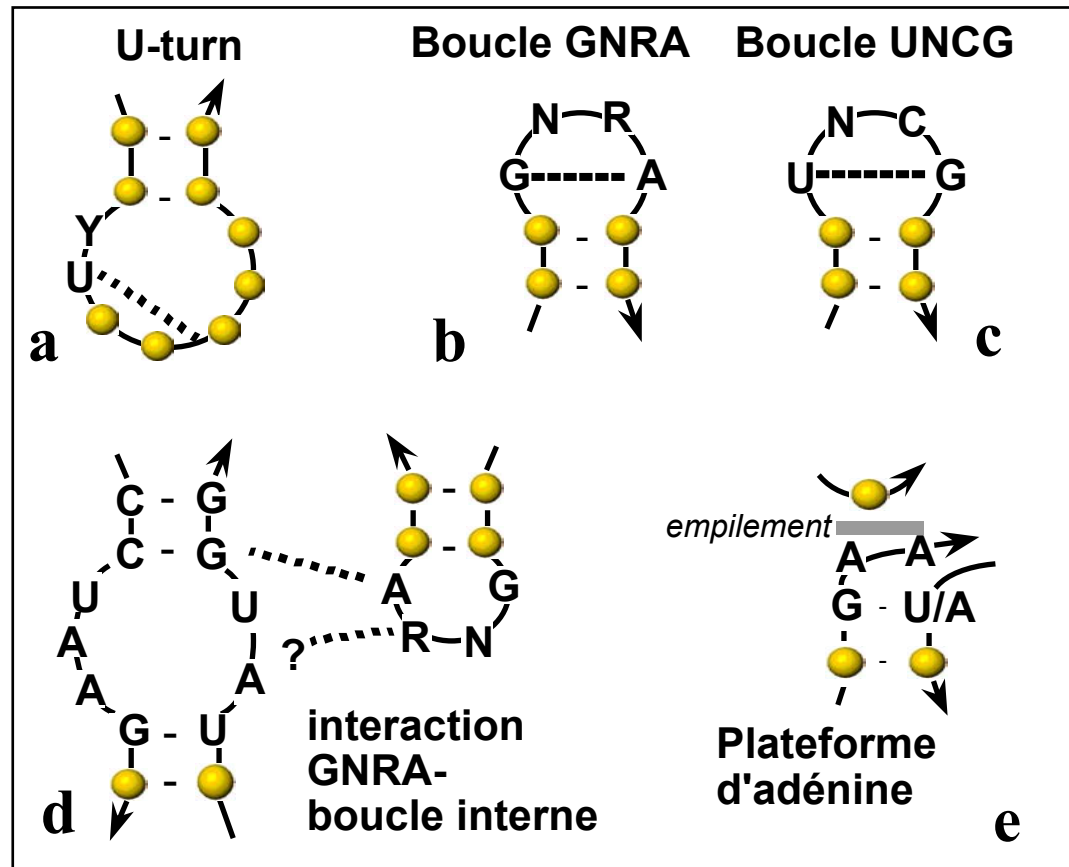 U-turn
Boucle GNRA
Boucle UNCG
Y
U
a
N R
G A
b
N C
U G
c
C - G
C - G
U U
A A
A
G - U
d
A G
R N
?
interaction
GNRA-
boucle interne
empilement
A A
G - U/A
Plateforme
d'adénine
e